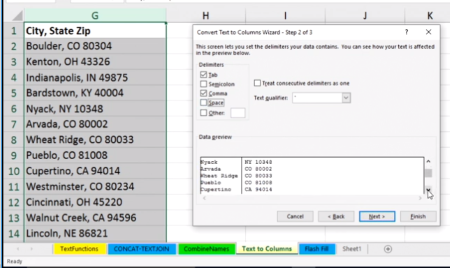 G H I J K
1 City, State Zip
2 Boulder, CO 80304
3 Kenton, OH 43326
4 Indianapolis, IN 49875
5 Bardstown, KY 40004
6 Nyack, NY 10348
7 Arvada, CO 80002
8 Wheat Ridge, CO 80033
9 Pueblo, CO 81008
10 Cupertino, CA 94014
11 Westminster, CO 80234
12 Cincinnati, OH 45220
13 Walnut Creek, CA 94596
14 Lincoln, NE 86821
Convert Text to Columns Wizard - Step 2 of 3 ? ×
This screen lets you set the delimiters your data contains. You can see how your text is affected
in the preview below.
Delimiters
Tab
Semicolon
Comma
Space
Other:
Treat consecutive delimiters as one
Text qualifier: "
Data preview
Nyack NY 10348
Arvada CO 80002
Wheat Ridge CO 80033
Pueblo CO 81008
Cupertino CA 94014
Cancel < Back Next > Finish
TextFunctions CONCAT-TEXTJOIN CombineNames Text to Columns Flash Fill Sheet1
Ready